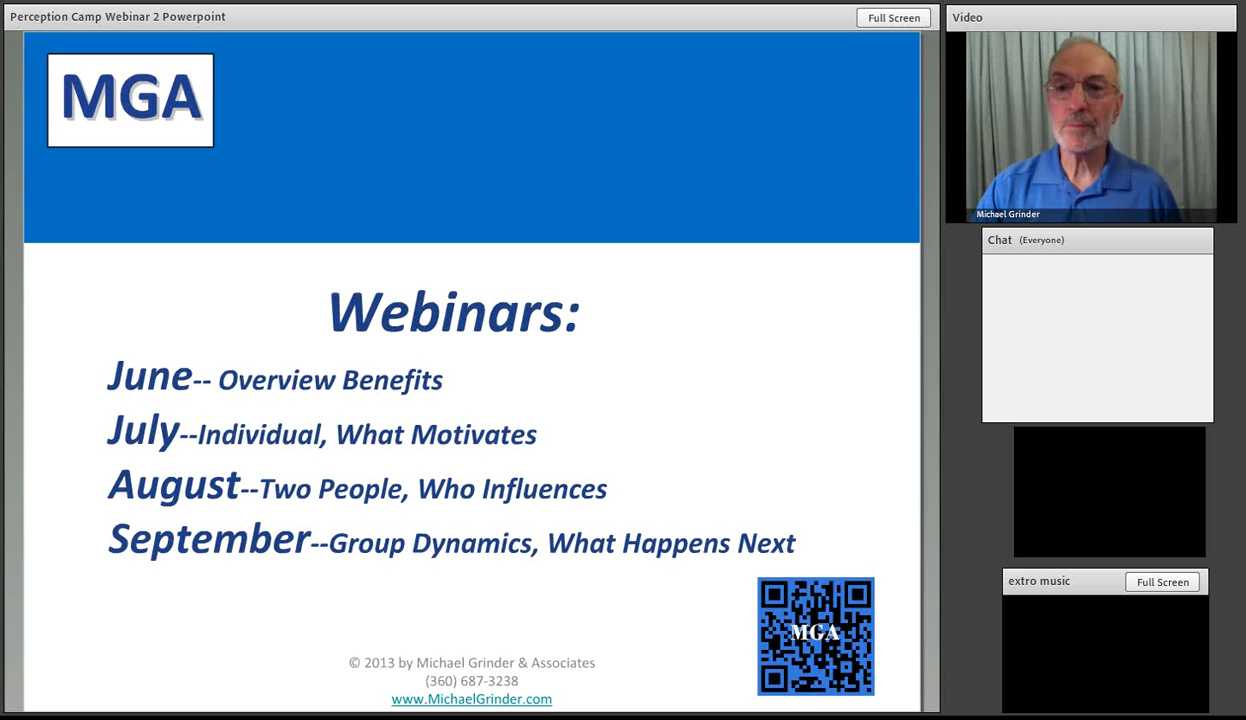 Perception Camp Webinar 2 Powerpoint
Full Screen
Video
MGA
Michael Grinder
Chat (Everyone)
Webinars:
June-- Overview Benefits
July--Individual, What Motivates
August--Two People, Who Influences
September--Group Dynamics, What Happens Next
extro music
Full Screen
MGA
© 2013 by Michael Grinder & Associates
(360) 687-3238
www.MichaelGrinder.com